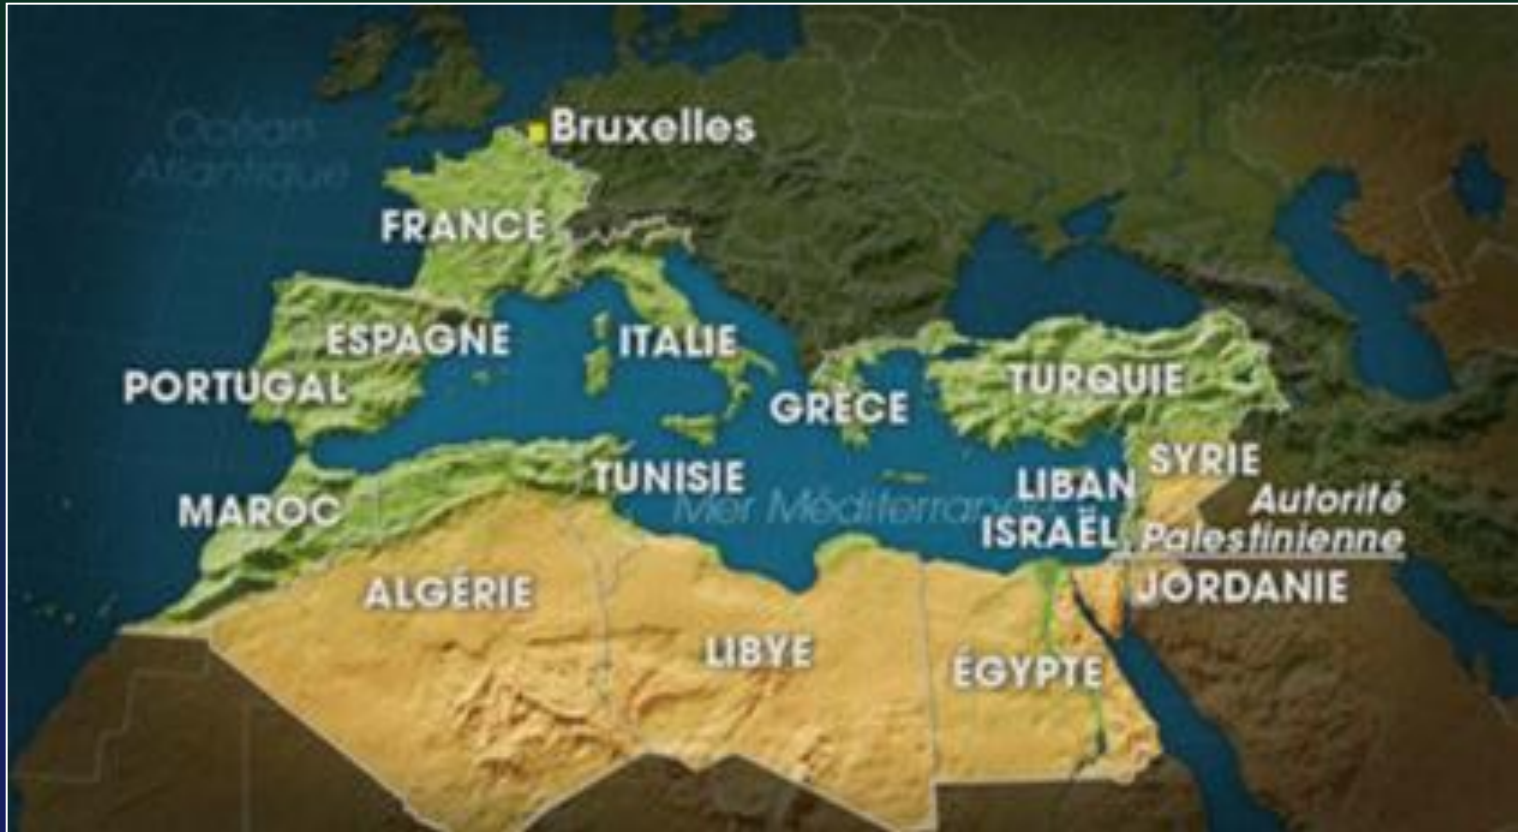 Océan
Atlantique
Bruxelles
FRANCE
ESPAGNE
ITALIE
PORTUGAL
GRÈCE
TURQUIE
TUNISIE
SYRIE
LIBAN
MAROC
Mer Méditerran
Autorité
ISRAËL
Palestinienne
ALGÉRIE
JORDANIE
LIBYE
ÉGYPTE